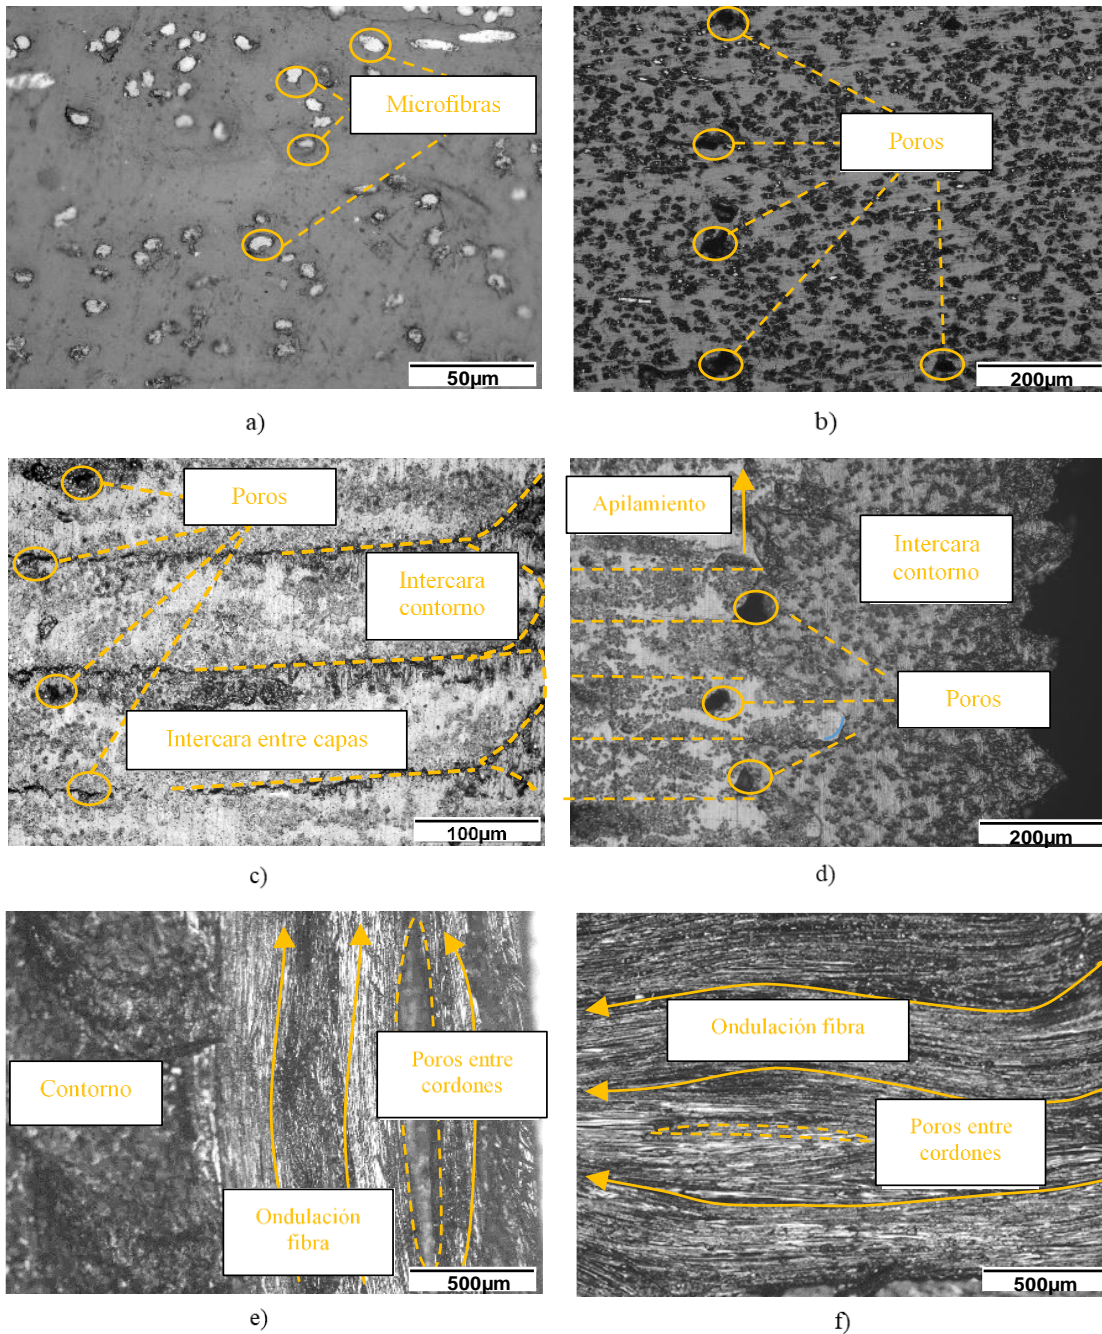 Microfibras
50µm
a)
Poros
200µm
b)
Poros
Intercara
contorno
Intercara entre capas
100µm
c)
Apilamiento
Intercara
contorno
Poros
200µm
d)
Contorno
Poros entre
cordones
Ondulación
fibra
500µm
e)
Ondulación fibra
Poros entre
cordones
500µm
f)